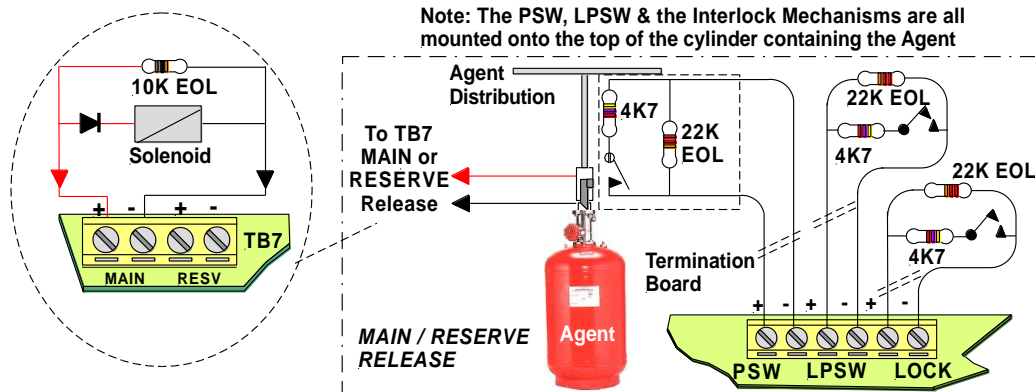 Note: The PSW, LPSW & the Interlock Mechanisms are all
mounted onto the top of the cylinder containing the Agent
10K EOL
Solenoid
+ - + -
TB7
MAIN RESV
Agent
Distribution
To TB7
MAIN or
RESERVE
Release
4K7
22K
EOL
22K EOL
4K7
22K EOL
4K7
Termination
Board
MAIN / RESERVE
RELEASE
Agent
+ - + - + -
PSW LPSW LOCK